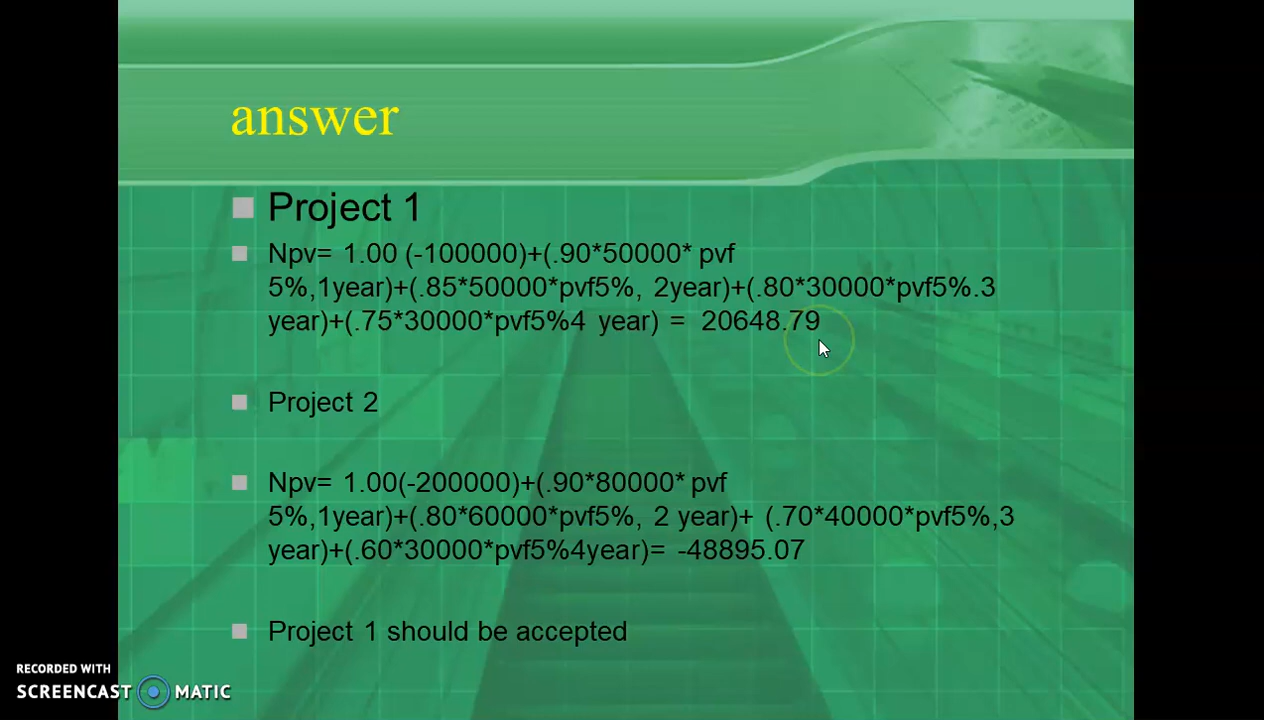 answer
Project 1
Npv= 1.00 (-100000)+(.90*50000* pvf
5%,1year)+(.85*50000*pvf5%, 2year)+(.80*30000*pvf5%.3
year)+(.75*30000*pvf5%4 year) = 20648.79
Project 2
Npv= 1.00(-200000)+(.90*80000* pvf
5%,1year)+(.80*60000*pvf5%, 2 year)+ (.70*40000*pvf5%,3
year)+(.60*30000*pvf5%4year)= -48895.07
Project 1 should be accepted
RECORDED WITH
SCREENCAST MATIC